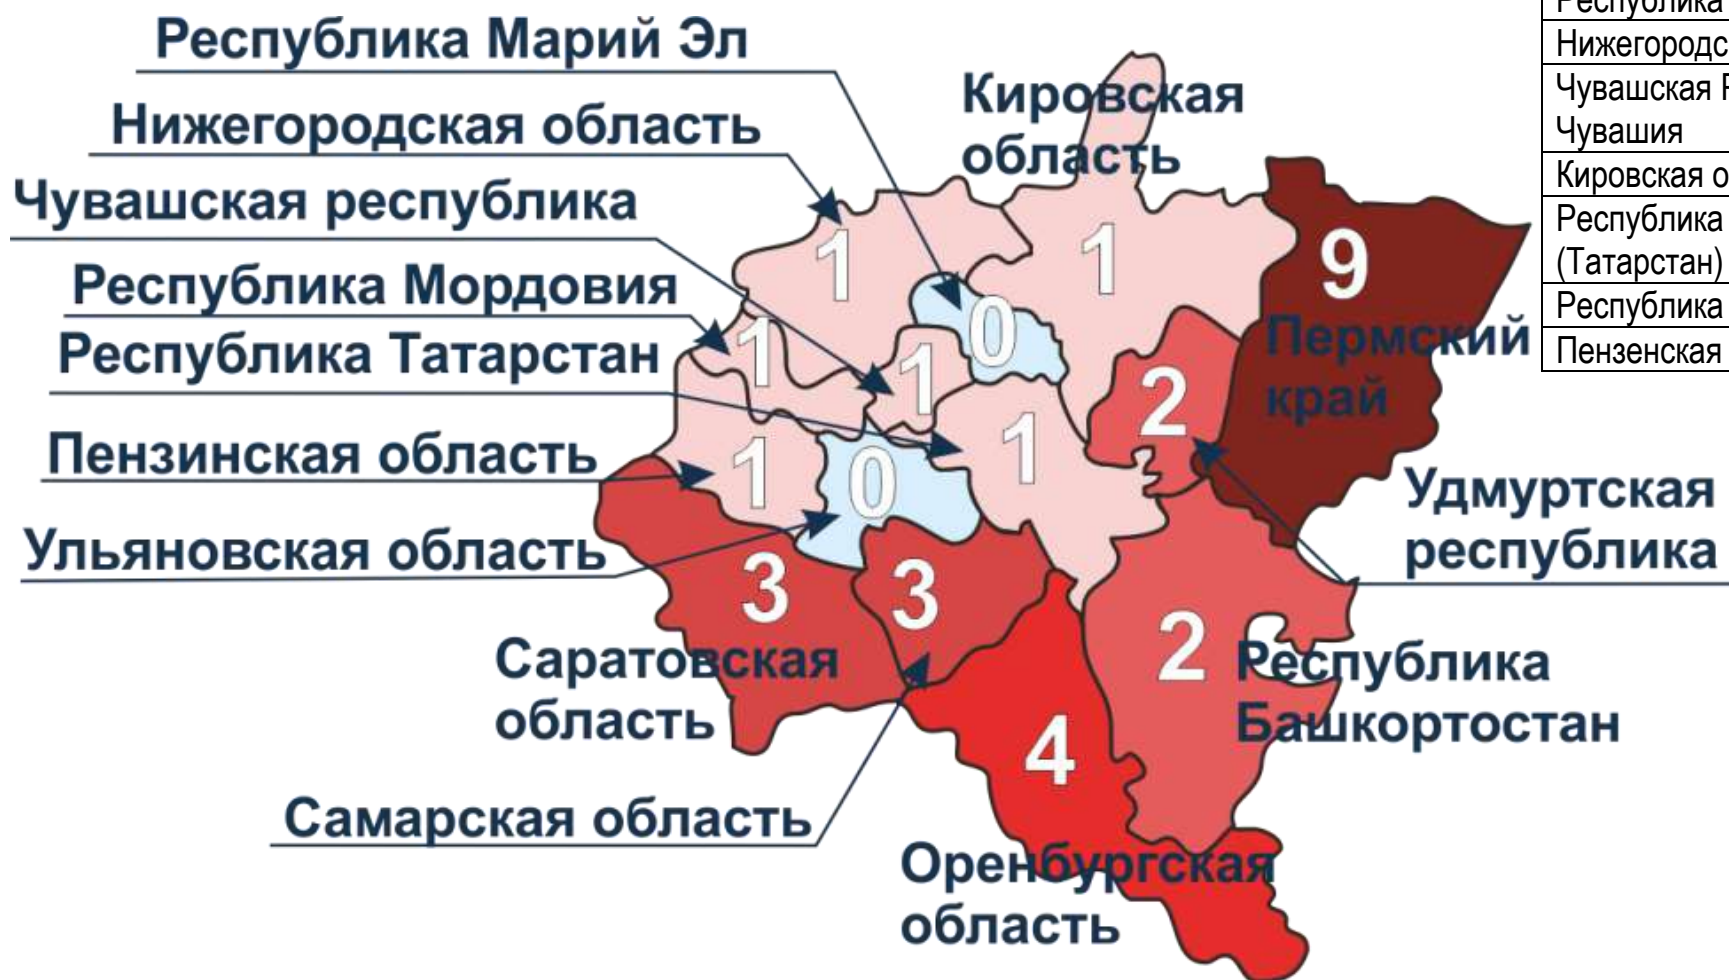 Республика Марий Эл
Нижегородская область
Чувашская республика
Республика Мордовия
Республика Татарстан
Пензинская область
Ульяновская область
Саратовская
область
Самарская область
Кировская
область
Пермский
край
Удмуртская
республика
Республика
Башкортостан
Оренбургская
область
1
1
9
0
1
1
2
1
1
0
3
3
2
4
Республика
Нижегородс
Чувашская Р
Чувашия
Кировская о
Республика
(Татарстан)
Республика
Пензенская